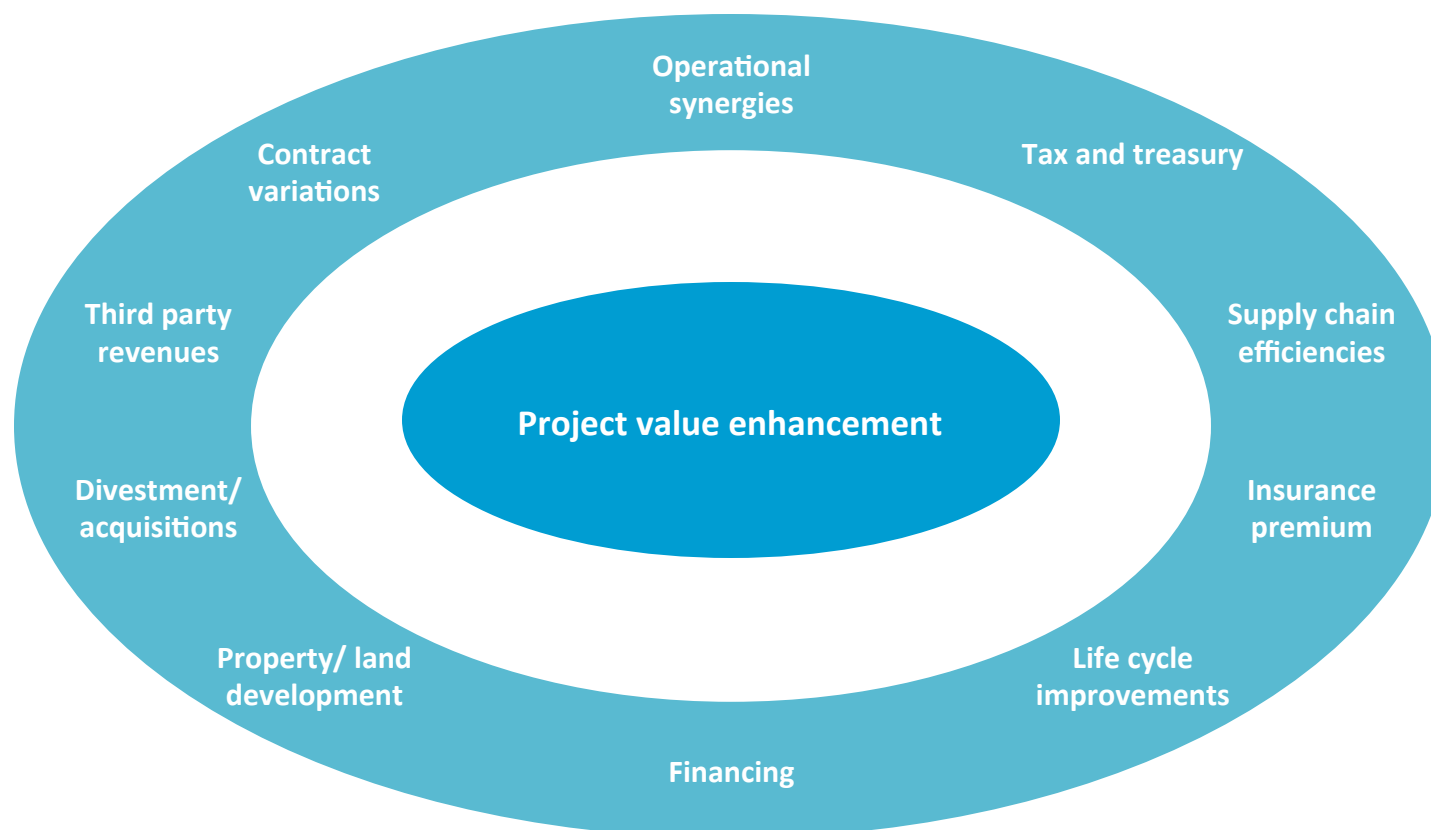 Operational
synergies
Contract
variations
Tax and treasury
Third party
revenues
Supply chain
efficiencies
Project value enhancement
Divestment/
acquisitions
Insurance
premium
Property/ land
development
Life cycle
improvements
Financing